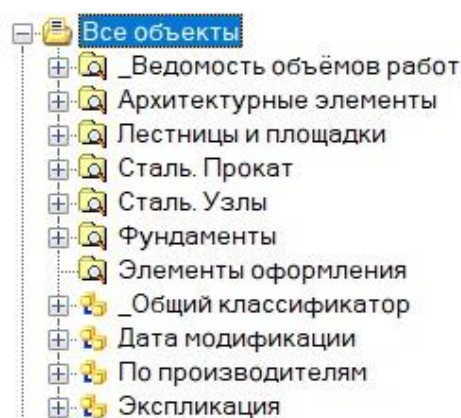 Все объекты
_Ведомость объёмов работ
Архитектурные элементы
Лестницы и площадки
Сталь. Прокат
Сталь. Узлы
Фундаменты
Элементы оформления
_Общий классификатор
Дата модификации
По производителям
Экспликация